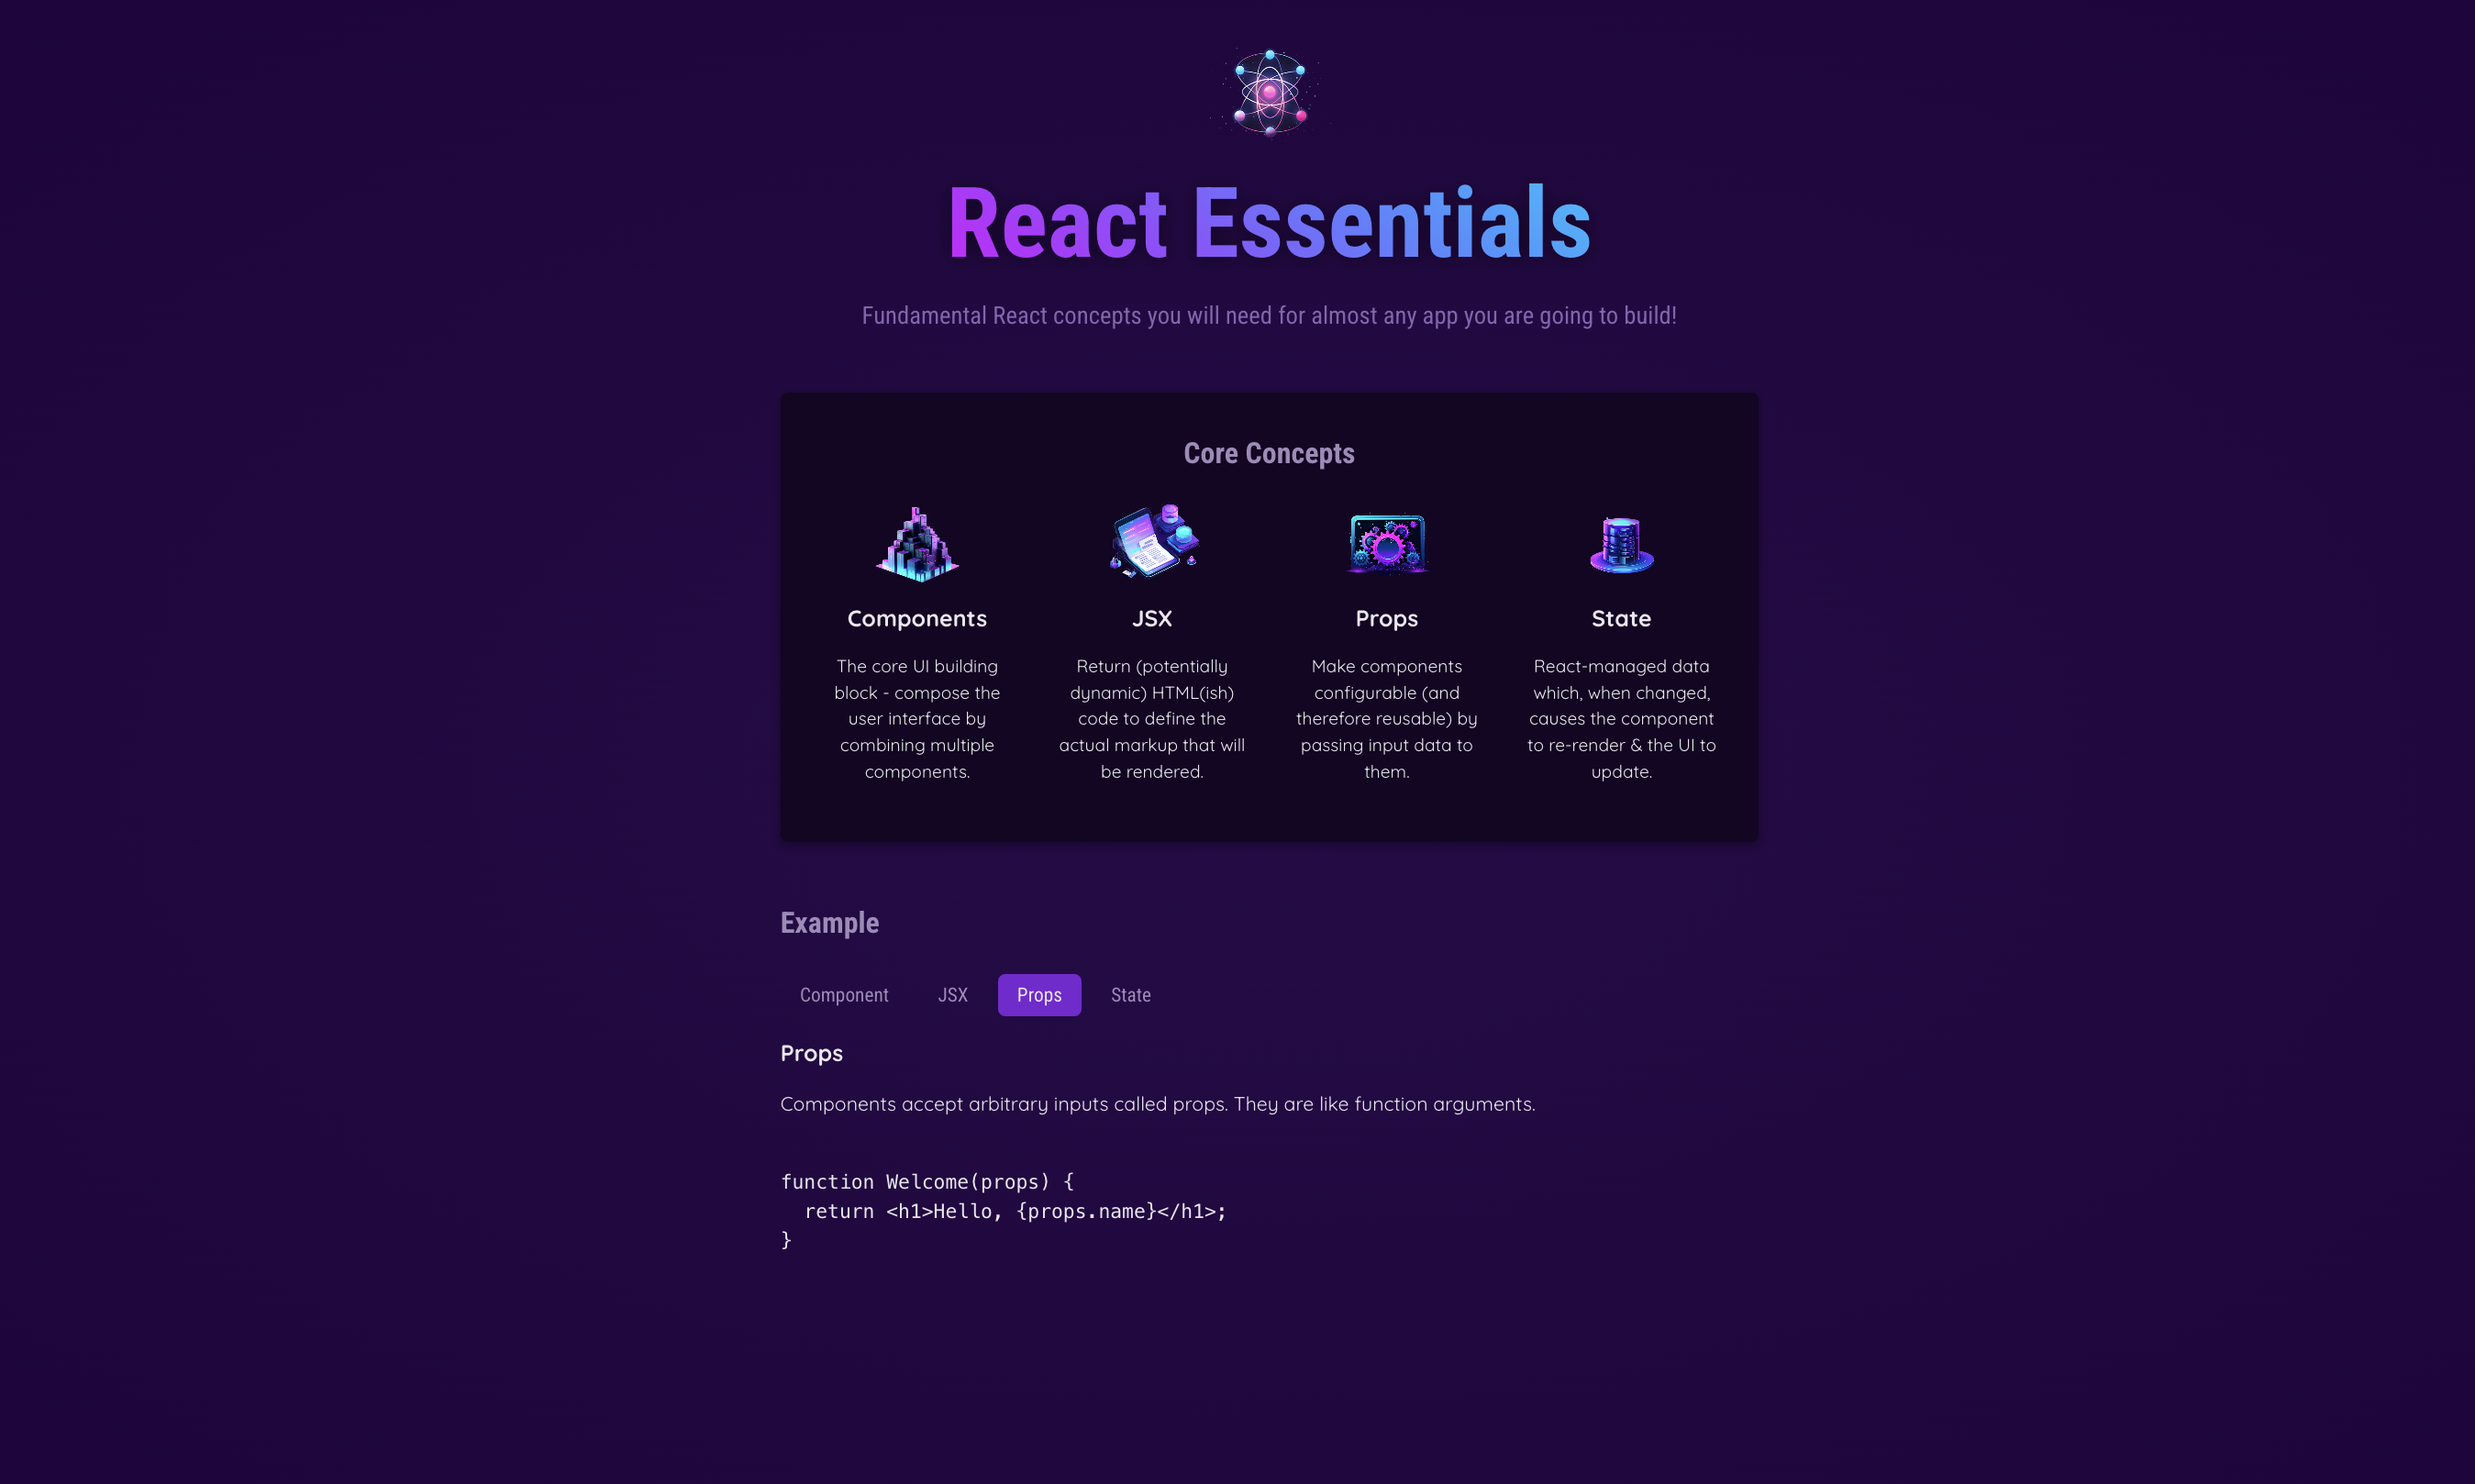 React Essentials
Fundamental React concepts you will need for almost any app you are going to build!
Core Concepts
Components
The core UI building
block - compose the
user interface by
combining multiple
components.
JSX
Return (potentially
dynamic) HTML(ish)
code to define the
actual markup that will
be rendered.
Props
Make components
configurable (and
therefore reusable) by
passing input data to
them.
State
React-managed data
which, when changed,
causes the component
to re-render & the UI to
update.
Example
Component JSX Props State
Props
Components accept arbitrary inputs called props. They are like function arguments.
function Welcome(props) {
  return <h1>Hello, {props.name}</h1>;
}